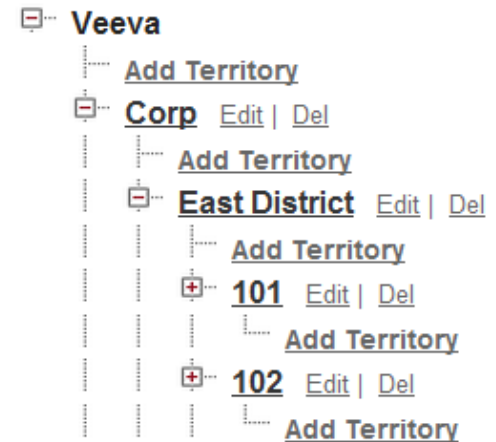 Veeva
Add Territory
Corp Edit | Del
Add Territory
East District Edit | Del
Add Territory
101 Edit | Del
Add Territory
102 Edit | Del
Add Territory